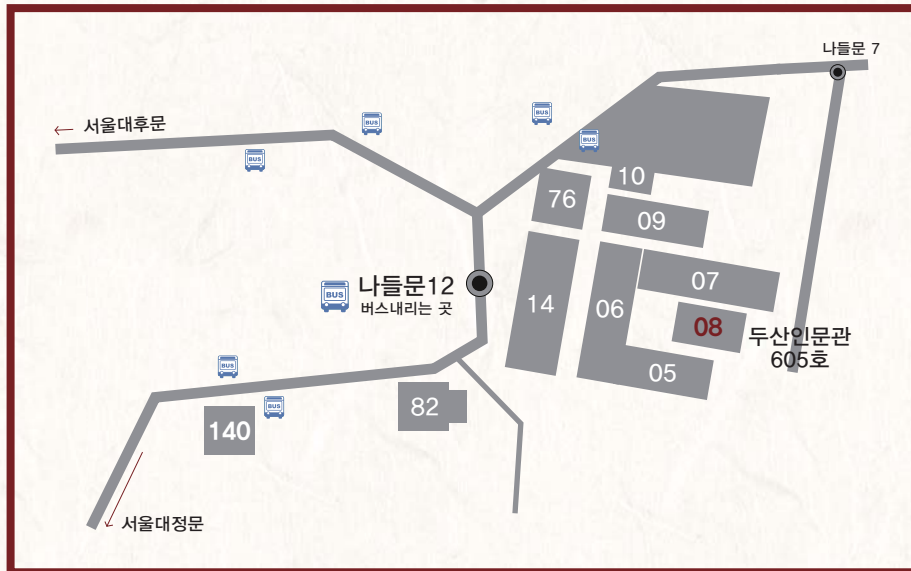 나들문 7
서울대후문
BUS
BUS
BUS
BUS
10
76
09
나들문12
버스내리는 곳
BUS
07
14
06
08
두산인문관
605호
05
BUS
BUS
82
140
서울대정문